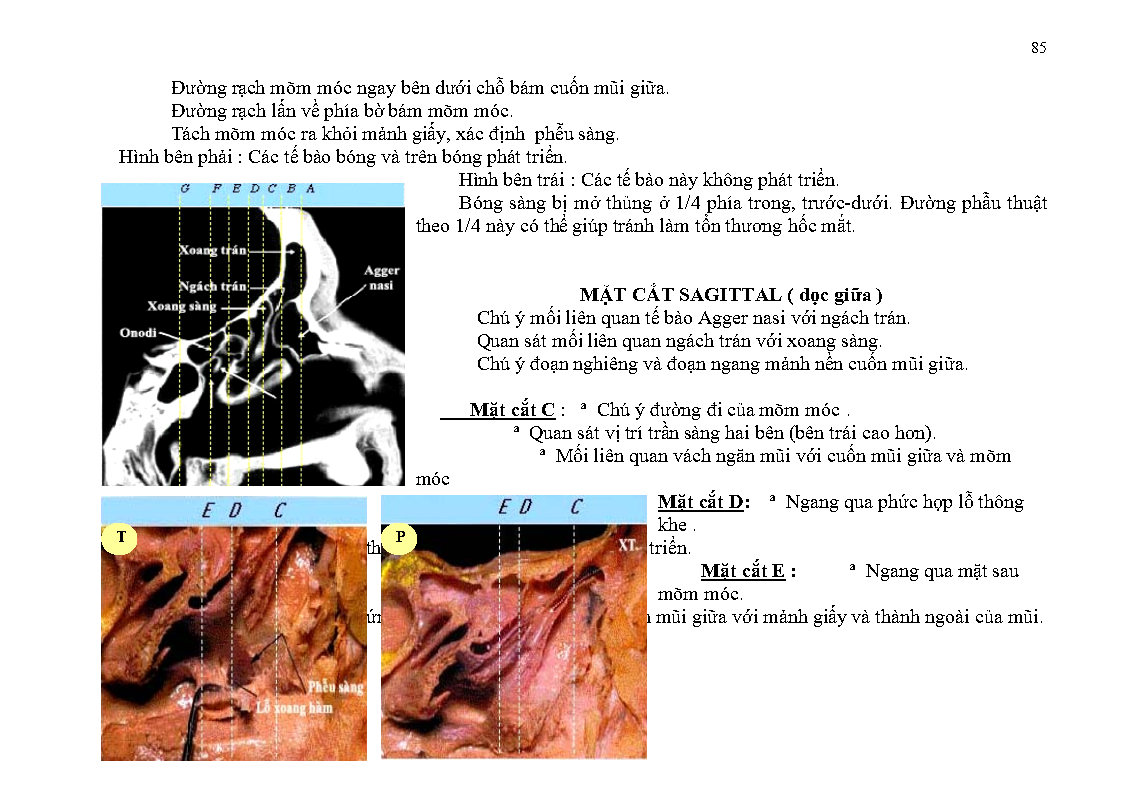 85
Đường rạch mõm móc ngay bên dưới chỗ bám cuốn mũi giữa.
Đường rạch lấn về phía bờ bám mõm móc.
Tách mõm móc ra khỏi mảnh giấy, xác định phễu sàng.
Hình bên phải : Các tế bào bóng và trên bóng phát triển.
Hình bên trái : Các tế bào này không phát triển.
Bóng sàng bị mở thủng ở 1/4 phía trong, trước-dưới. Đường phẫu thuật
theo 1/4 này có thể giúp tránh làm tổn thương hốc mắt.
G F E D C B A
Xoang trán
Agger
nasi
Ngách trán
Xoang sàng
Onodi
MẶT CẮT SAGITTAL ( dọc giữa )
Chú ý mối liên quan tế bào Agger nasi với ngách trán.
Quan sát mối liên quan ngách trán với xoang sàng.
Chú ý đoạn nghiêng và đoạn ngang mảnh nền cuốn mũi giữa.
Mặt cắt C : ª Chú ý đường đi của mõm móc .
ª Quan sát vị trí trần sàng hai bên (bên trái cao hơn).
ª Mối liên quan vách ngăn mũi với cuốn mũi giữa và mõm
móc
Mặt cắt D: ª Ngang qua phức hợp lỗ thông
khe .
triển.
Mặt cắt E : ª Ngang qua mặt sau
mõm móc.
mũi giữa với mảnh giấy và thành ngoài của mũi.
E D C
T
Phễu sàng
Lỗ xoang hàm
E D C
P
XT